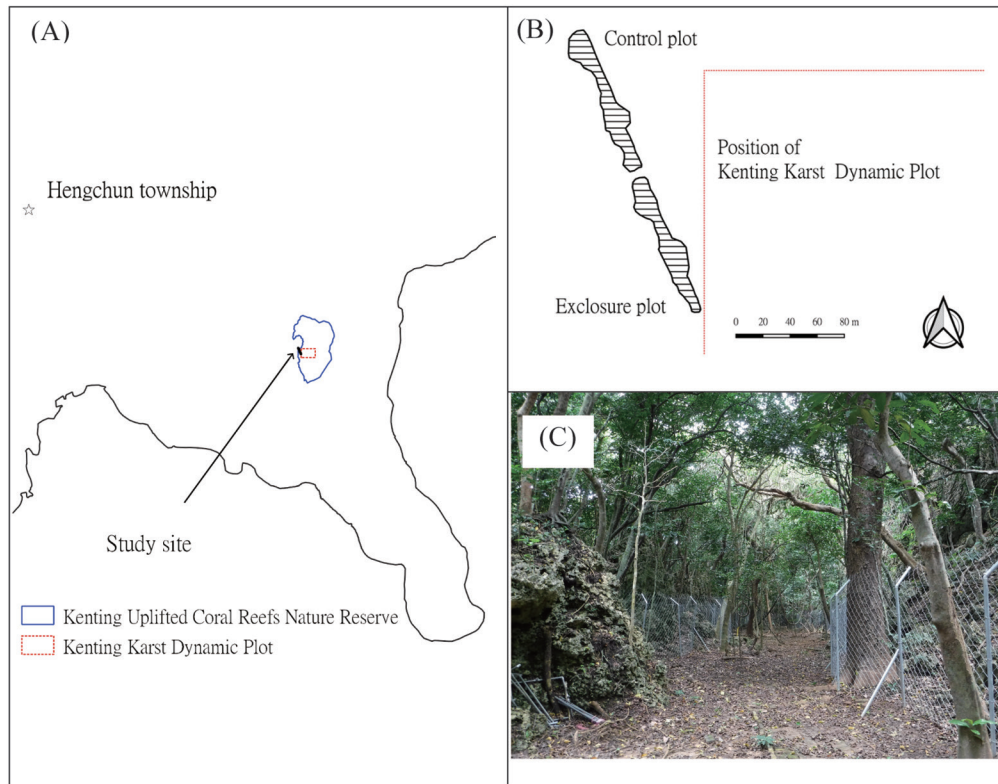 (A)
Hengchun township
Study site
Kenting Uplifted Coral Reefs Nature Reserve
Kenting Karst Dynamic Plot
(B)
Control plot
Position of
Kenting Karst Dynamic Plot
Exclosure plot
0 20 40 60 80 m
(C)